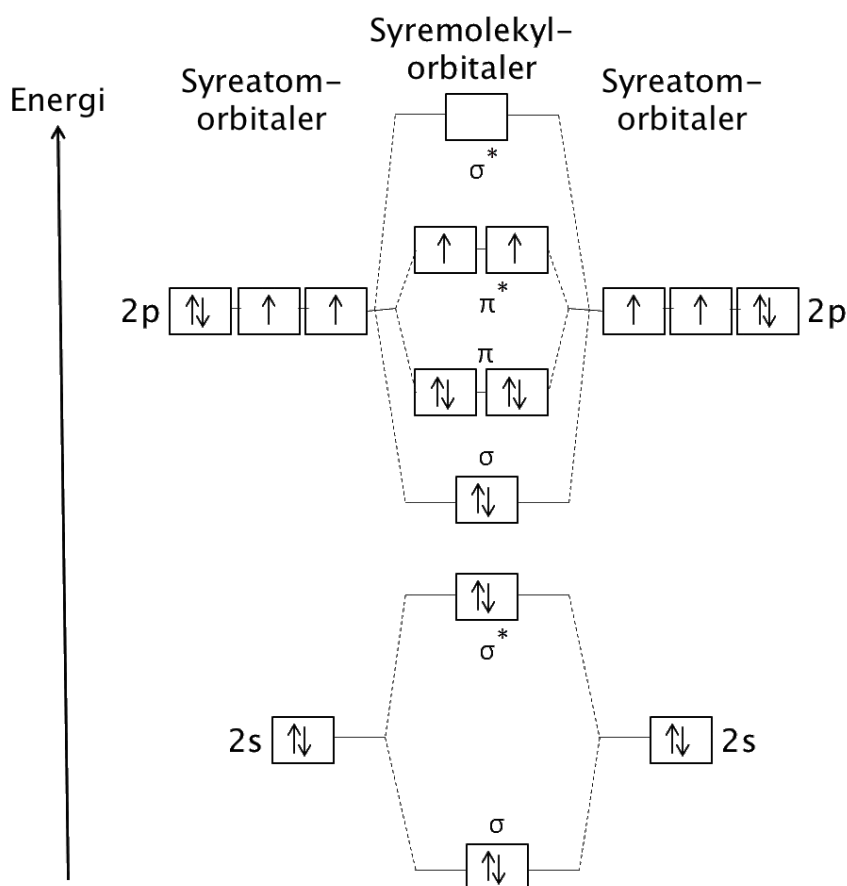 Syremolekyl-
orbitaler
Syreatom-
orbitaler
Syreatom-
orbitaler
Energi
σ*
π*
2p
2p
π
σ
σ*
2s
2s
σ